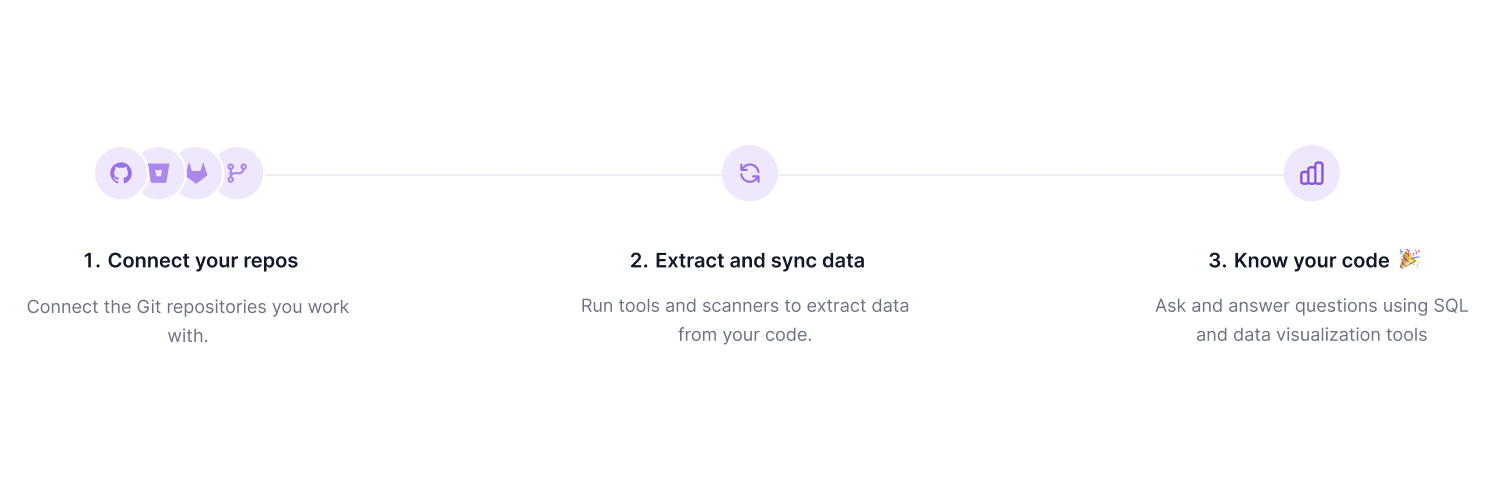 1. Connect your repos
Connect the Git repositories you work
with.
2. Extract and sync data
Run tools and scanners to extract data
from your code.
3. Know your code 🎉
Ask and answer questions using SQL
and data visualization tools